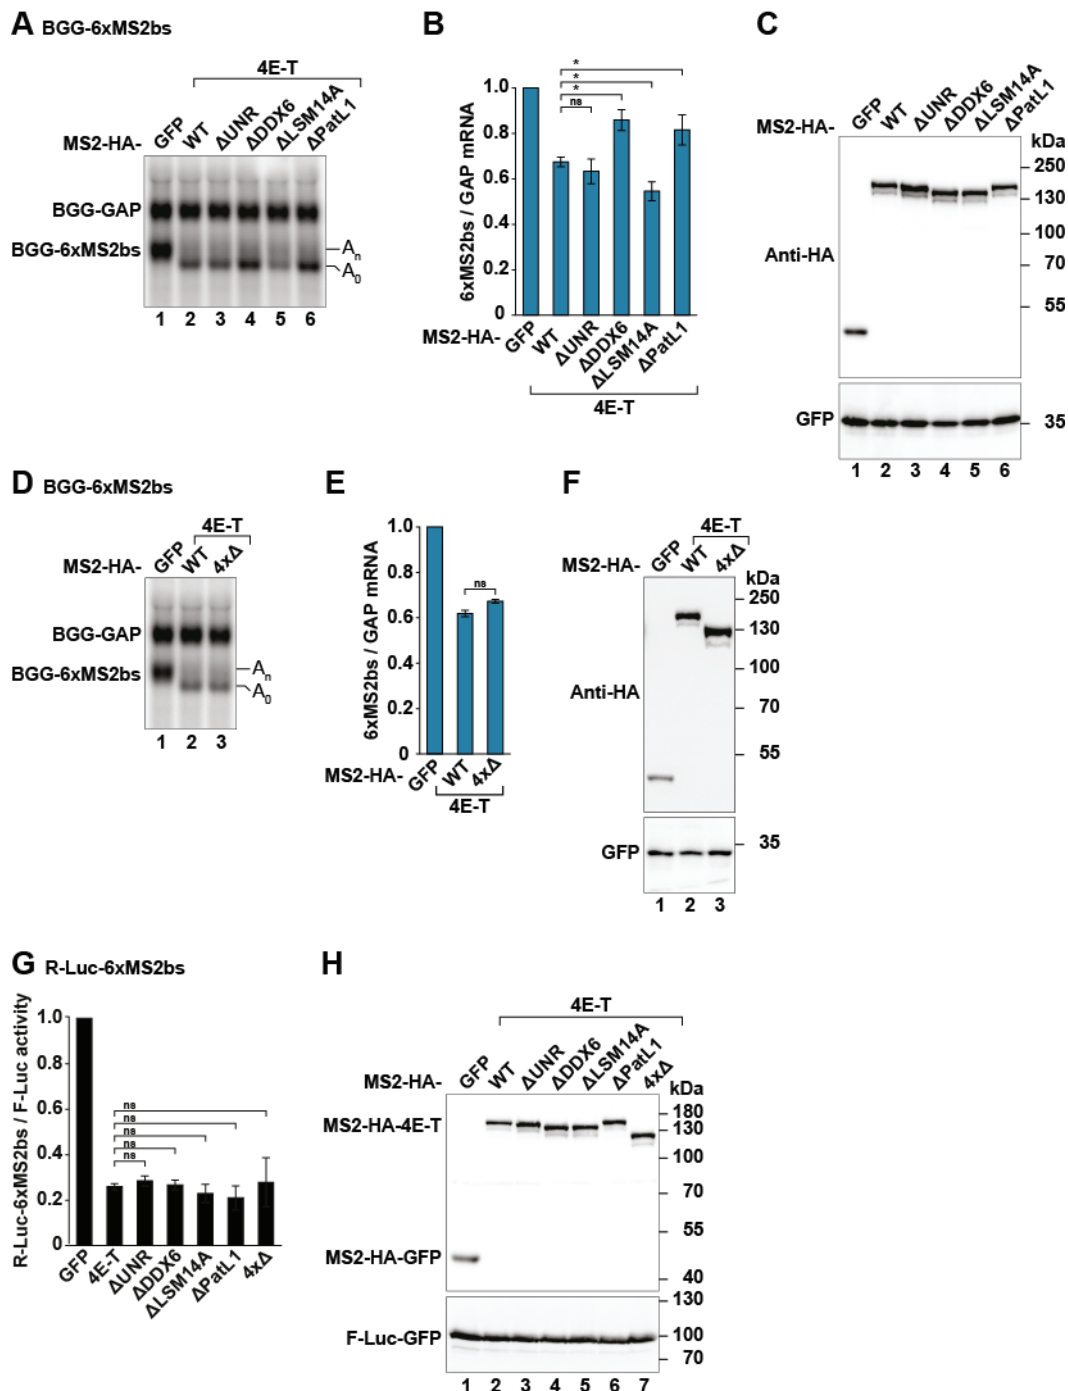 A BGG-6xMS2bs
4E-T
MS2-HA-
GFP
WT
ΔUNR
ΔDDX6
ΔLSM14A
ΔPatL1
BGG-GAP
BGG-6xMS2bs
An
A0
1 2 3 4 5 6
B
6xMS2bs / GAP mRNA
1.0
0.8
0.6
0.4
0.2
0
*
*
*
ns
MS2-HA-
GFP
WT
ΔUNR
ΔDDX6
ΔLSM14A
ΔPatL1
4E-T
C
4E-T
MS2-HA-
GFP
WT
ΔUNR
ΔDDX6
ΔLSM14A
ΔPatL1
kDa
250
130
100
70
55
Anti-HA
GFP
35
1 2 3 4 5 6
D BGG-6xMS2bs
4E-T
MS2-HA-
GFP
WT
4xΔ
BGG-GAP
BGG-6xMS2bs
An
A0
1 2 3
E
6xMS2bs / GAP mRNA
1.0
0.8
0.6
0.4
0.2
0
ns
MS2-HA-
GFP
WT
4xΔ
4E-T
F
4E-T
MS2-HA-
GFP
WT
4xΔ
kDa
250
130
100
70
55
Anti-HA
GFP
35
1 2 3
G R-Luc-6xMS2bs
R-Luc-6xMS2bs / F-Luc activity
1.0
0.8
0.6
0.4
0.2
0
ns
ns
ns
ns
ns
GFP
4E-T
ΔUNR
ΔDDX6
ΔLSM14A
ΔPatL1
4xΔ
H
4E-T
MS2-HA-
GFP
WT
ΔUNR
ΔDDX6
ΔLSM14A
ΔPatL1
4xΔ
kDa
MS2-HA-4E-T
180
130
100
70
55
MS2-HA-GFP
40
130
F-Luc-GFP
100
70
1 2 3 4 5 6 7